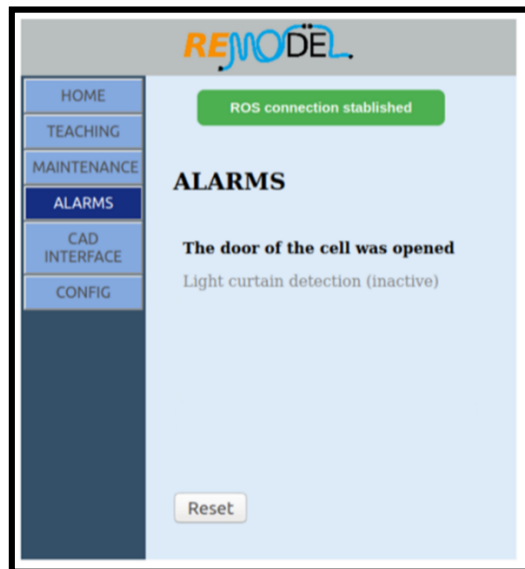 REMODEL
HOME
TEACHING
MAINTENANCE
ALARMS
CAD
INTERFACE
CONFIG
ROS connection stablished
ALARMS
The door of the cell was opened
Light curtain detection (inactive)
Reset